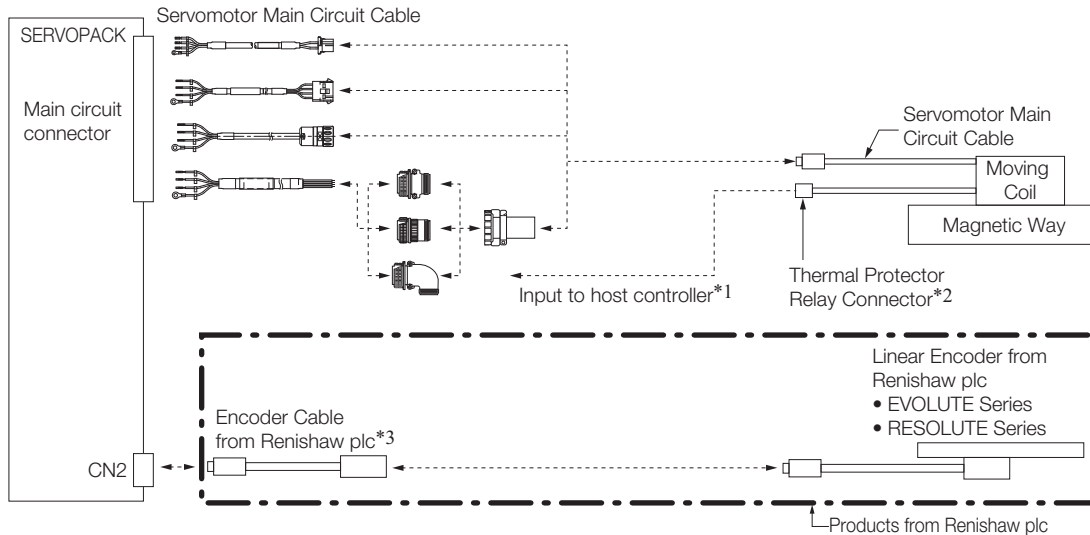 Servomotor Main Circuit Cable
SERVOPACK
Main circuit
connector
Servomotor Main
Circuit Cable
Moving
Coil
Magnetic Way
Thermal Protector
Relay Connector*2
Input to host controller*1
Linear Encoder from
Renishaw plc
• EVOLUTE Series
• RESOLUTE Series
Encoder Cable
from Renishaw plc*3
CN2
Products from Renishaw plc